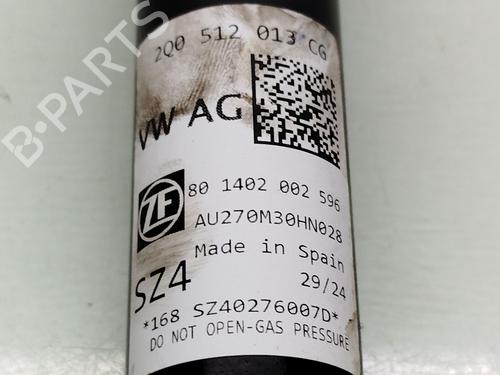 2Q0 512 013 CG
VW AG
ZF
80 1402 002 596
AU270M30HN028
Made in Spain
SZ4
29/24
*168 SZ40276007D*
DO NOT OPEN-GAS PRESSURE
B-PARTS